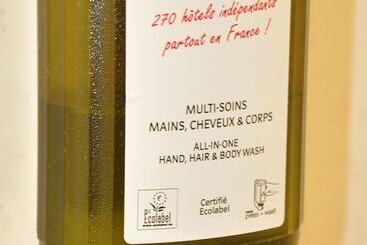 270 hôtels indépendants
partout en France !
MULTI-SOINS
MAINS, CHEVEUX & CORPS
ALL-IN-ONE
HAND, HAIR & BODY WASH
Ecolabel
Certifié
Ecolabel
press + wash